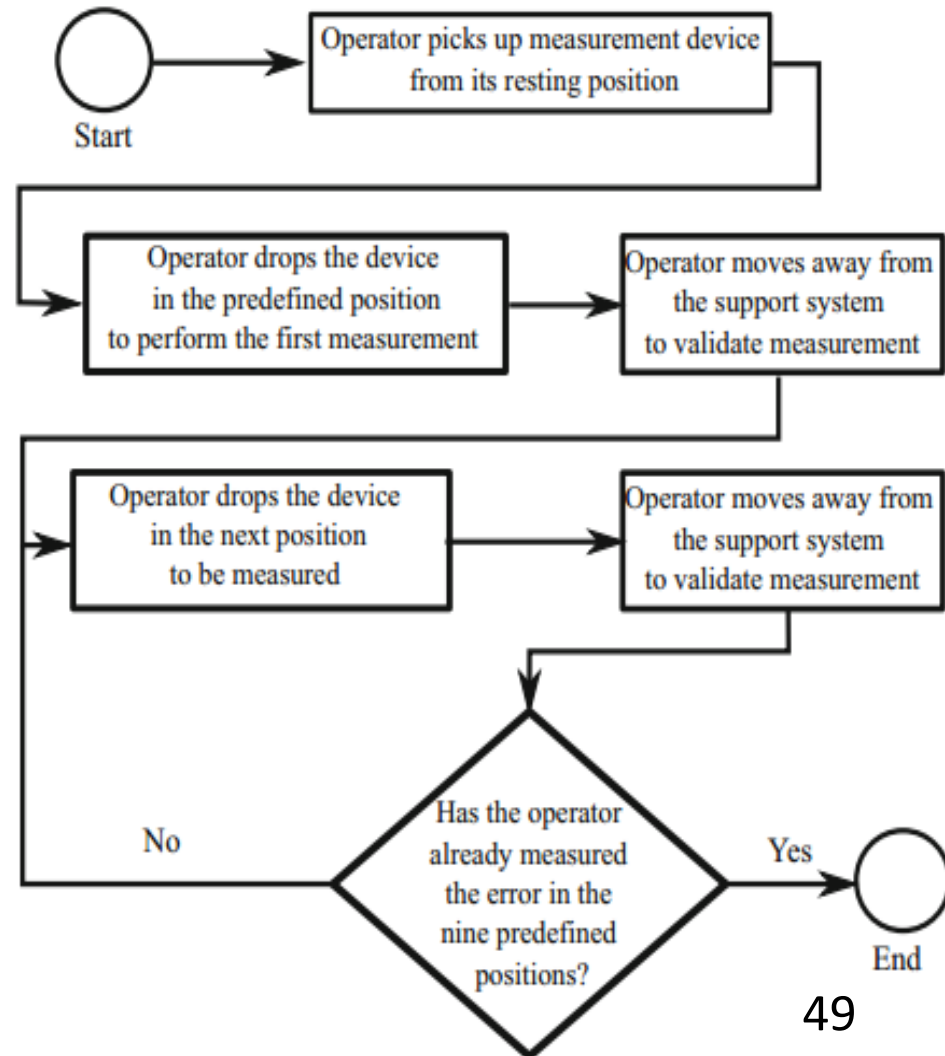 Start
Operator picks up measurement device
from its resting position
Operator drops the device
in the predefined position
to perform the first measurement
Operator moves away from
the support system
to validate measurement
Operator drops the device
in the next position
to be measured
Operator moves away from
the support system
to validate measurement
Has the operator
already measured
the error in the
nine predefined
positions?
No
Yes
End
49